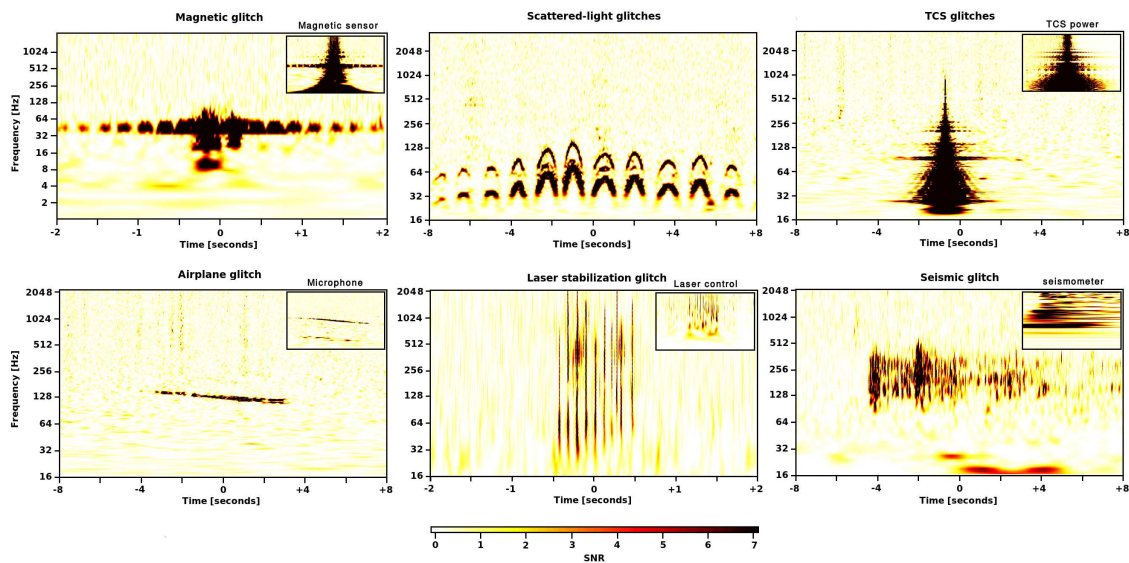 Magnetic glitch
Magnetic sensor
Frequency [Hz]
1024
512
256
128
64
32
16
8
4
2
-2 -1 0 +1 +2
Time [seconds]
Scattered-light glitches
2048
1024
512
256
128
64
32
16
-8 -4 0 +4 +8
Time [seconds]
TCS glitches
TCS power
2048
1024
512
256
128
64
32
16
-8 -4 0 +4 +8
Time [seconds]
Airplane glitch
Microphone
Frequency [Hz]
2048
1024
512
256
128
64
32
16
-8 -4 0 +4 +8
Time [seconds]
Laser stabilization glitch
Laser control
2048
1024
512
256
128
64
32
16
-2 -1 0 +1 +2
Time [seconds]
Seismic glitch
seismometer
2048
1024
512
256
128
64
32
16
-8 -4 0 +4 +8
Time [seconds]
0 1 2 3 4 5 6 7
SNR